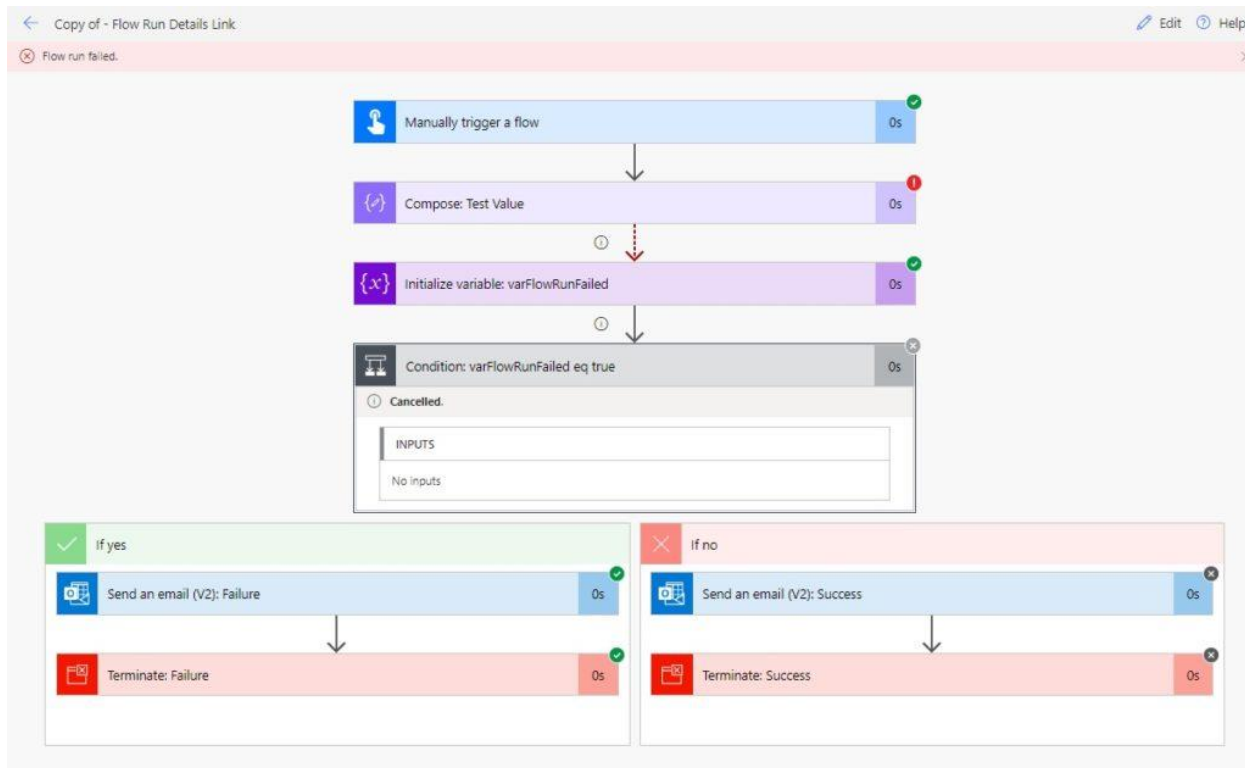 Copy of - Flow Run Details Link
Edit
Help
Flow run failed.
Manually trigger a flow
0s
Compose: Test Value
0s
Initialize variable: varFlowRunFailed
0s
Condition: varFlowRunFailed eq true
0s
Cancelled.
INPUTS
No inputs
If yes
If no
Send an email (V2): Failure
0s
Send an email (V2): Success
0s
Terminate: Failure
0s
Terminate: Success
0s